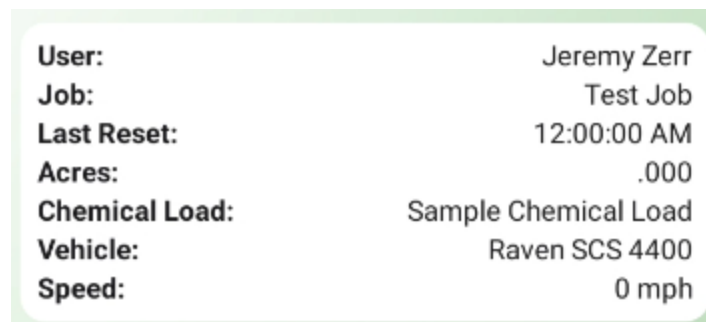 User: Jeremy Zerr
Job: Test Job
Last Reset: 12:00:00 AM
Acres: .000
Chemical Load: Sample Chemical Load
Vehicle: Raven SCS 4400
Speed: 0 mph